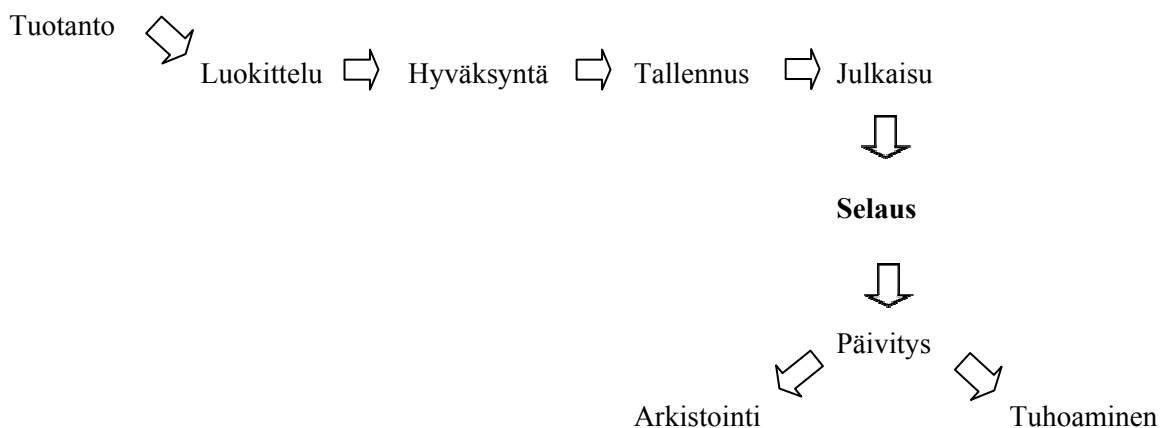 Tuotanto
Luokittelu Hyväksyntä Tallennus Julkaisu
Selaus
Päivitys
Arkistointi Tuhoaminen